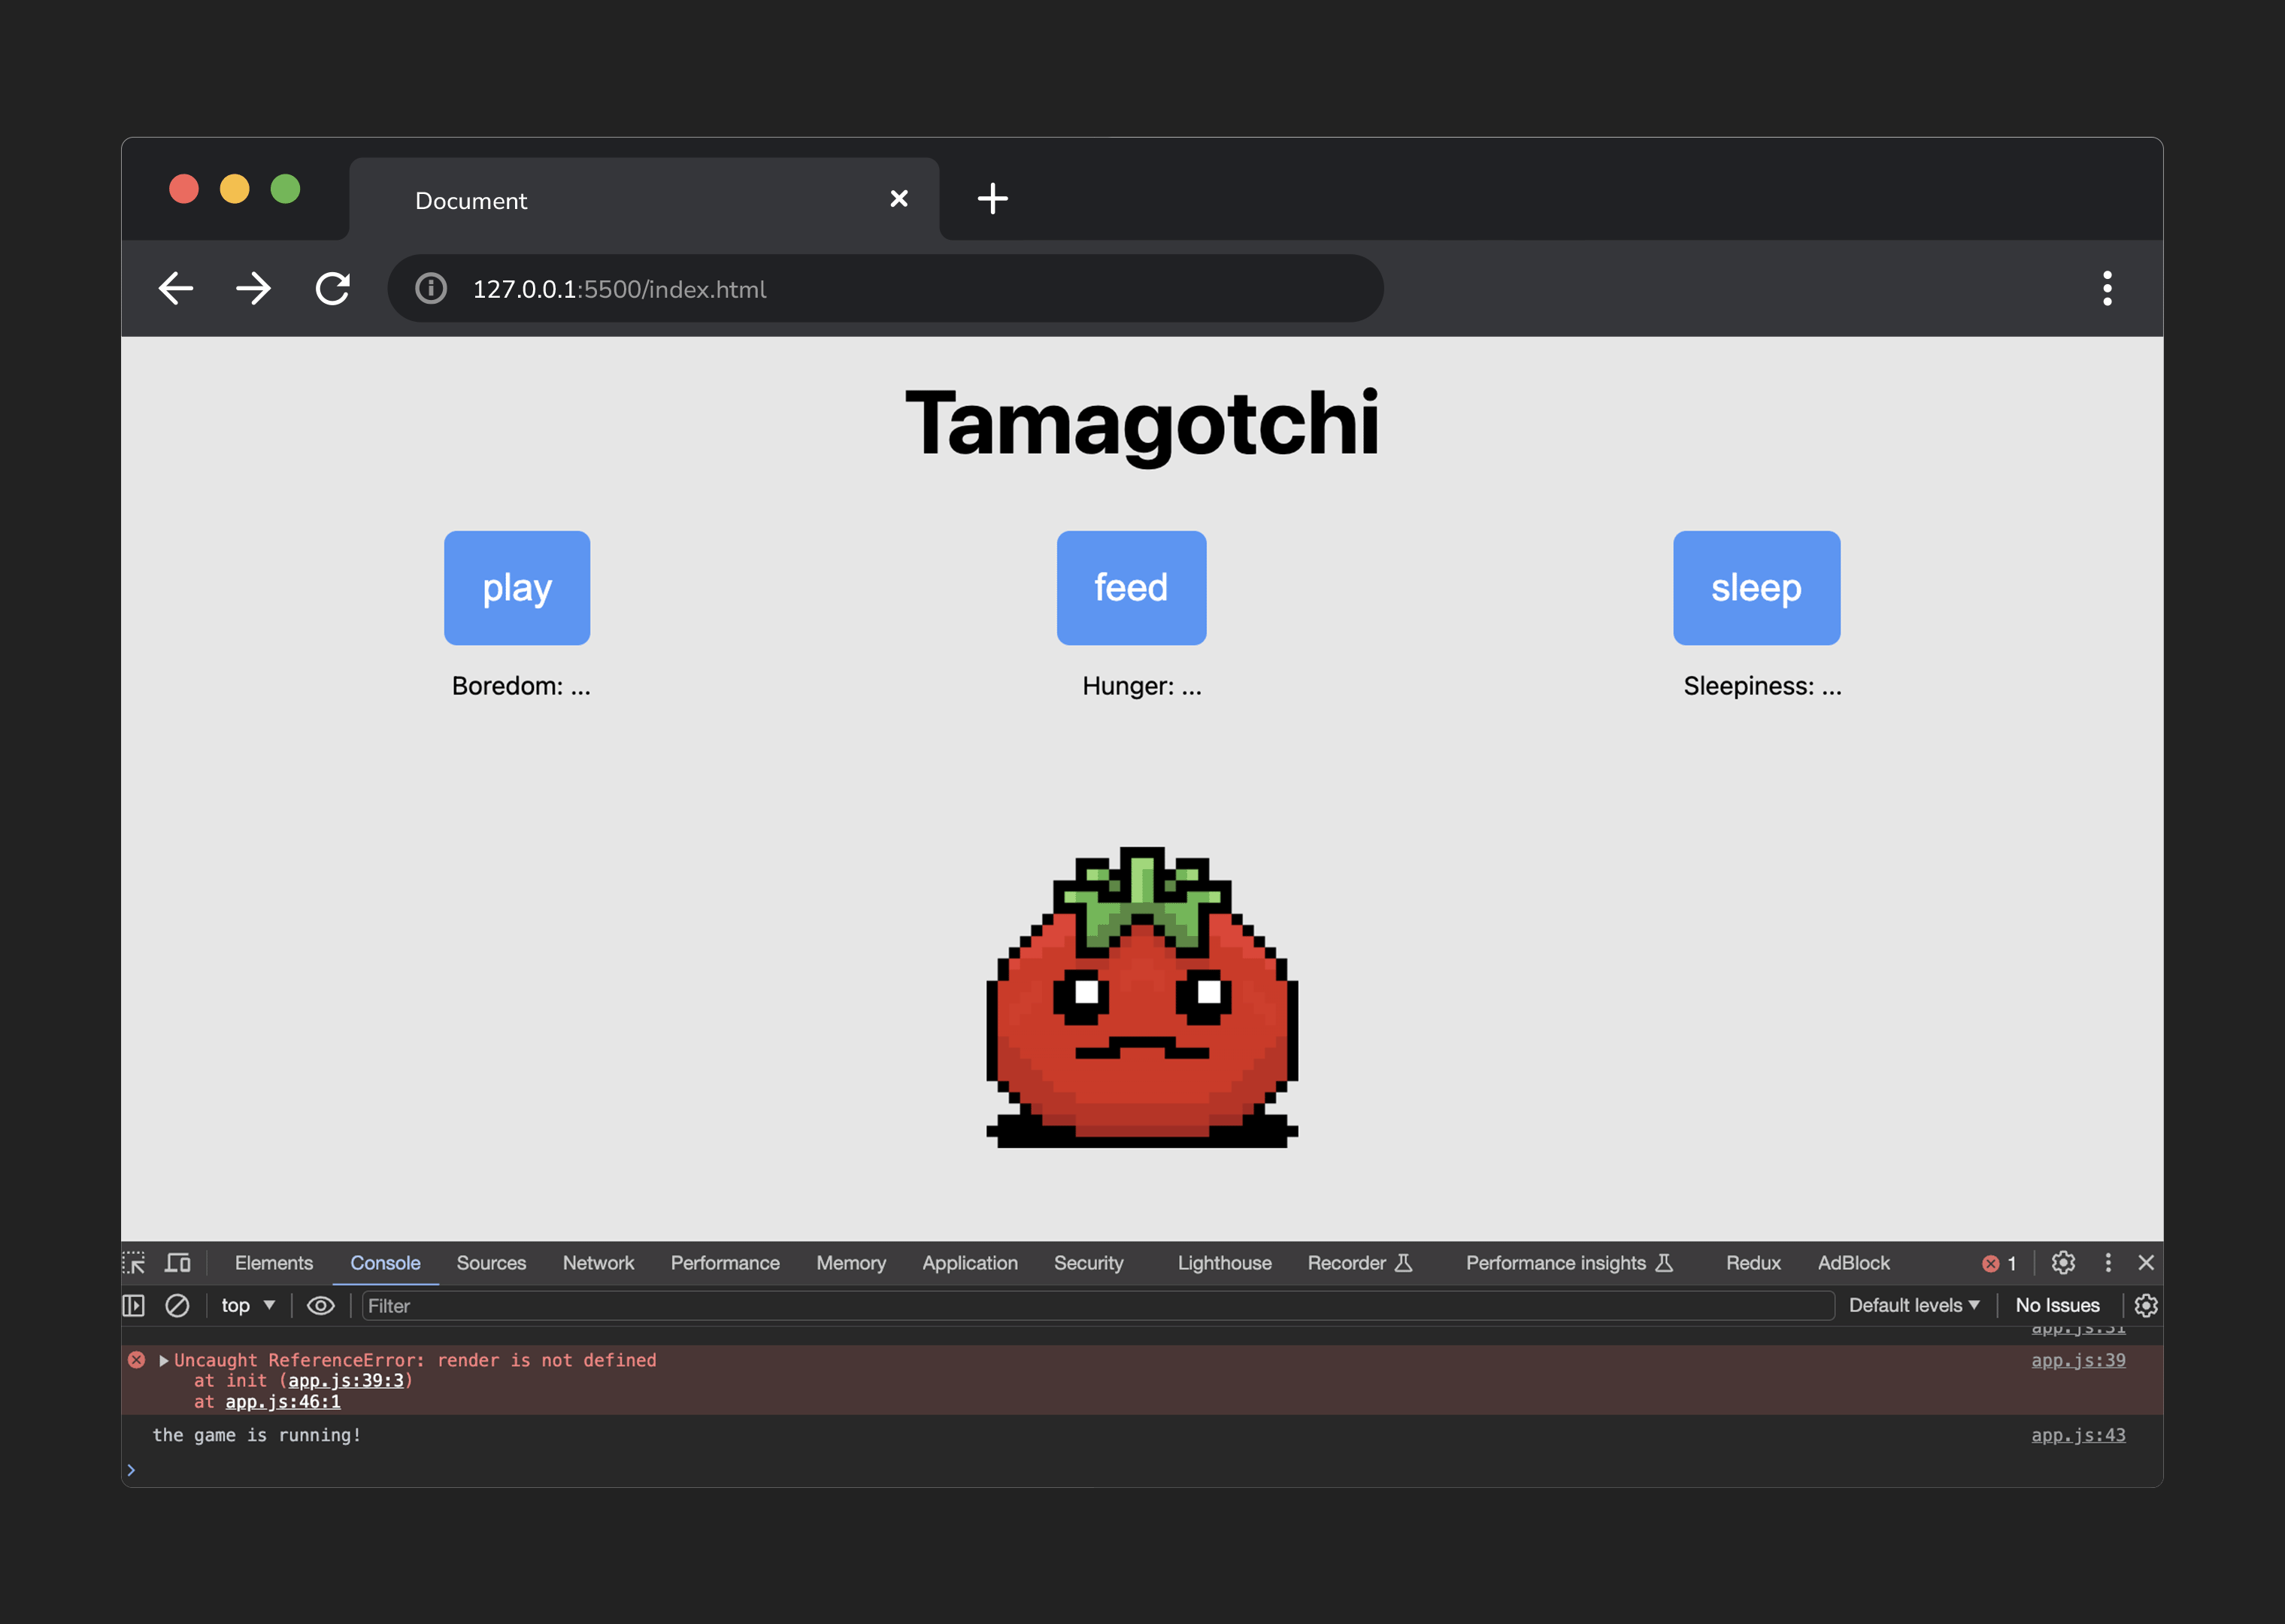 Document
127.0.0.1:5500/index.html
Tamagotchi
play
feed
sleep
Boredom: ...
Hunger: ...
Sleepiness: ...
Elements Console Sources Network Performance Memory Application Security Lighthouse Recorder Performance insights Redux AdBlock 1
top Filter Default levels No Issues
app.js:31
Uncaught ReferenceError: render is not defined app.js:39
at init (app.js:39:3)
at app.js:46:1
the game is running! app.js:43